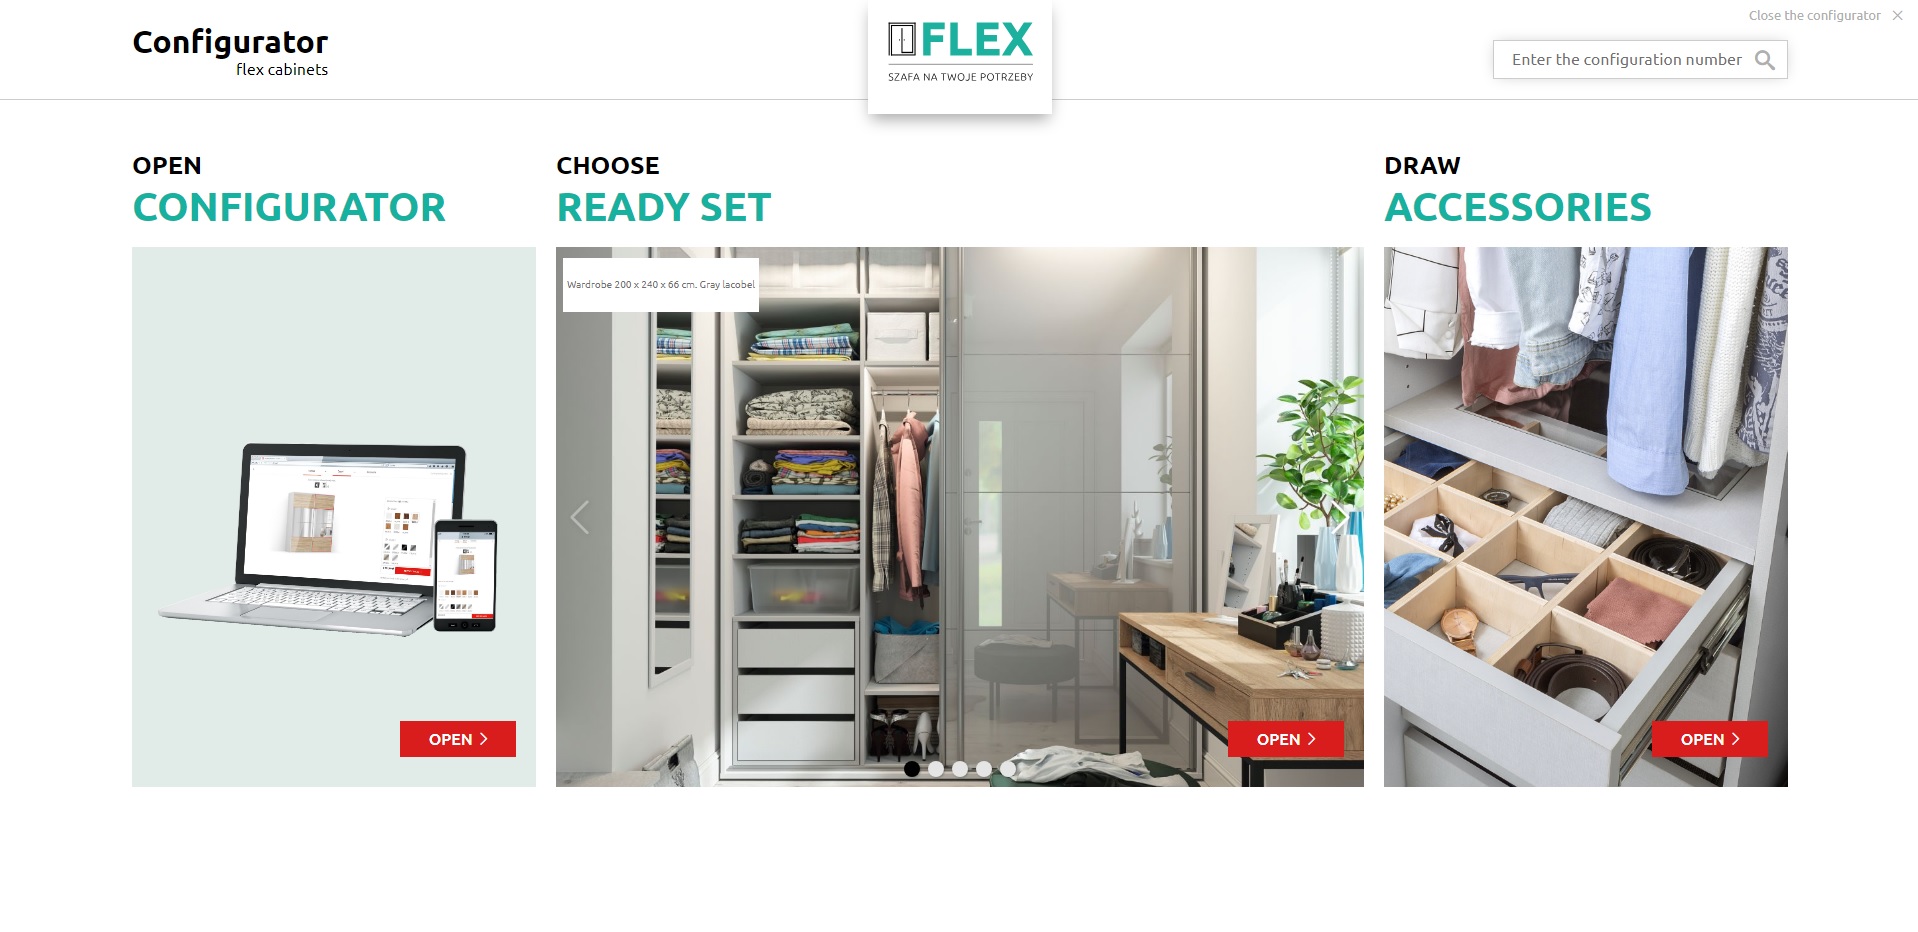 Close the configurator
Configurator
flex cabinets
FLEX
SZAFA NA TWOJE POTRZEBY
Enter the configuration number
OPEN
CONFIGURATOR
CHOOSE
READY SET
DRAW
ACCESSORIES
Wardrobe 200 x 240 x 66 cm. Gray lacobel
OPEN
OPEN
OPEN